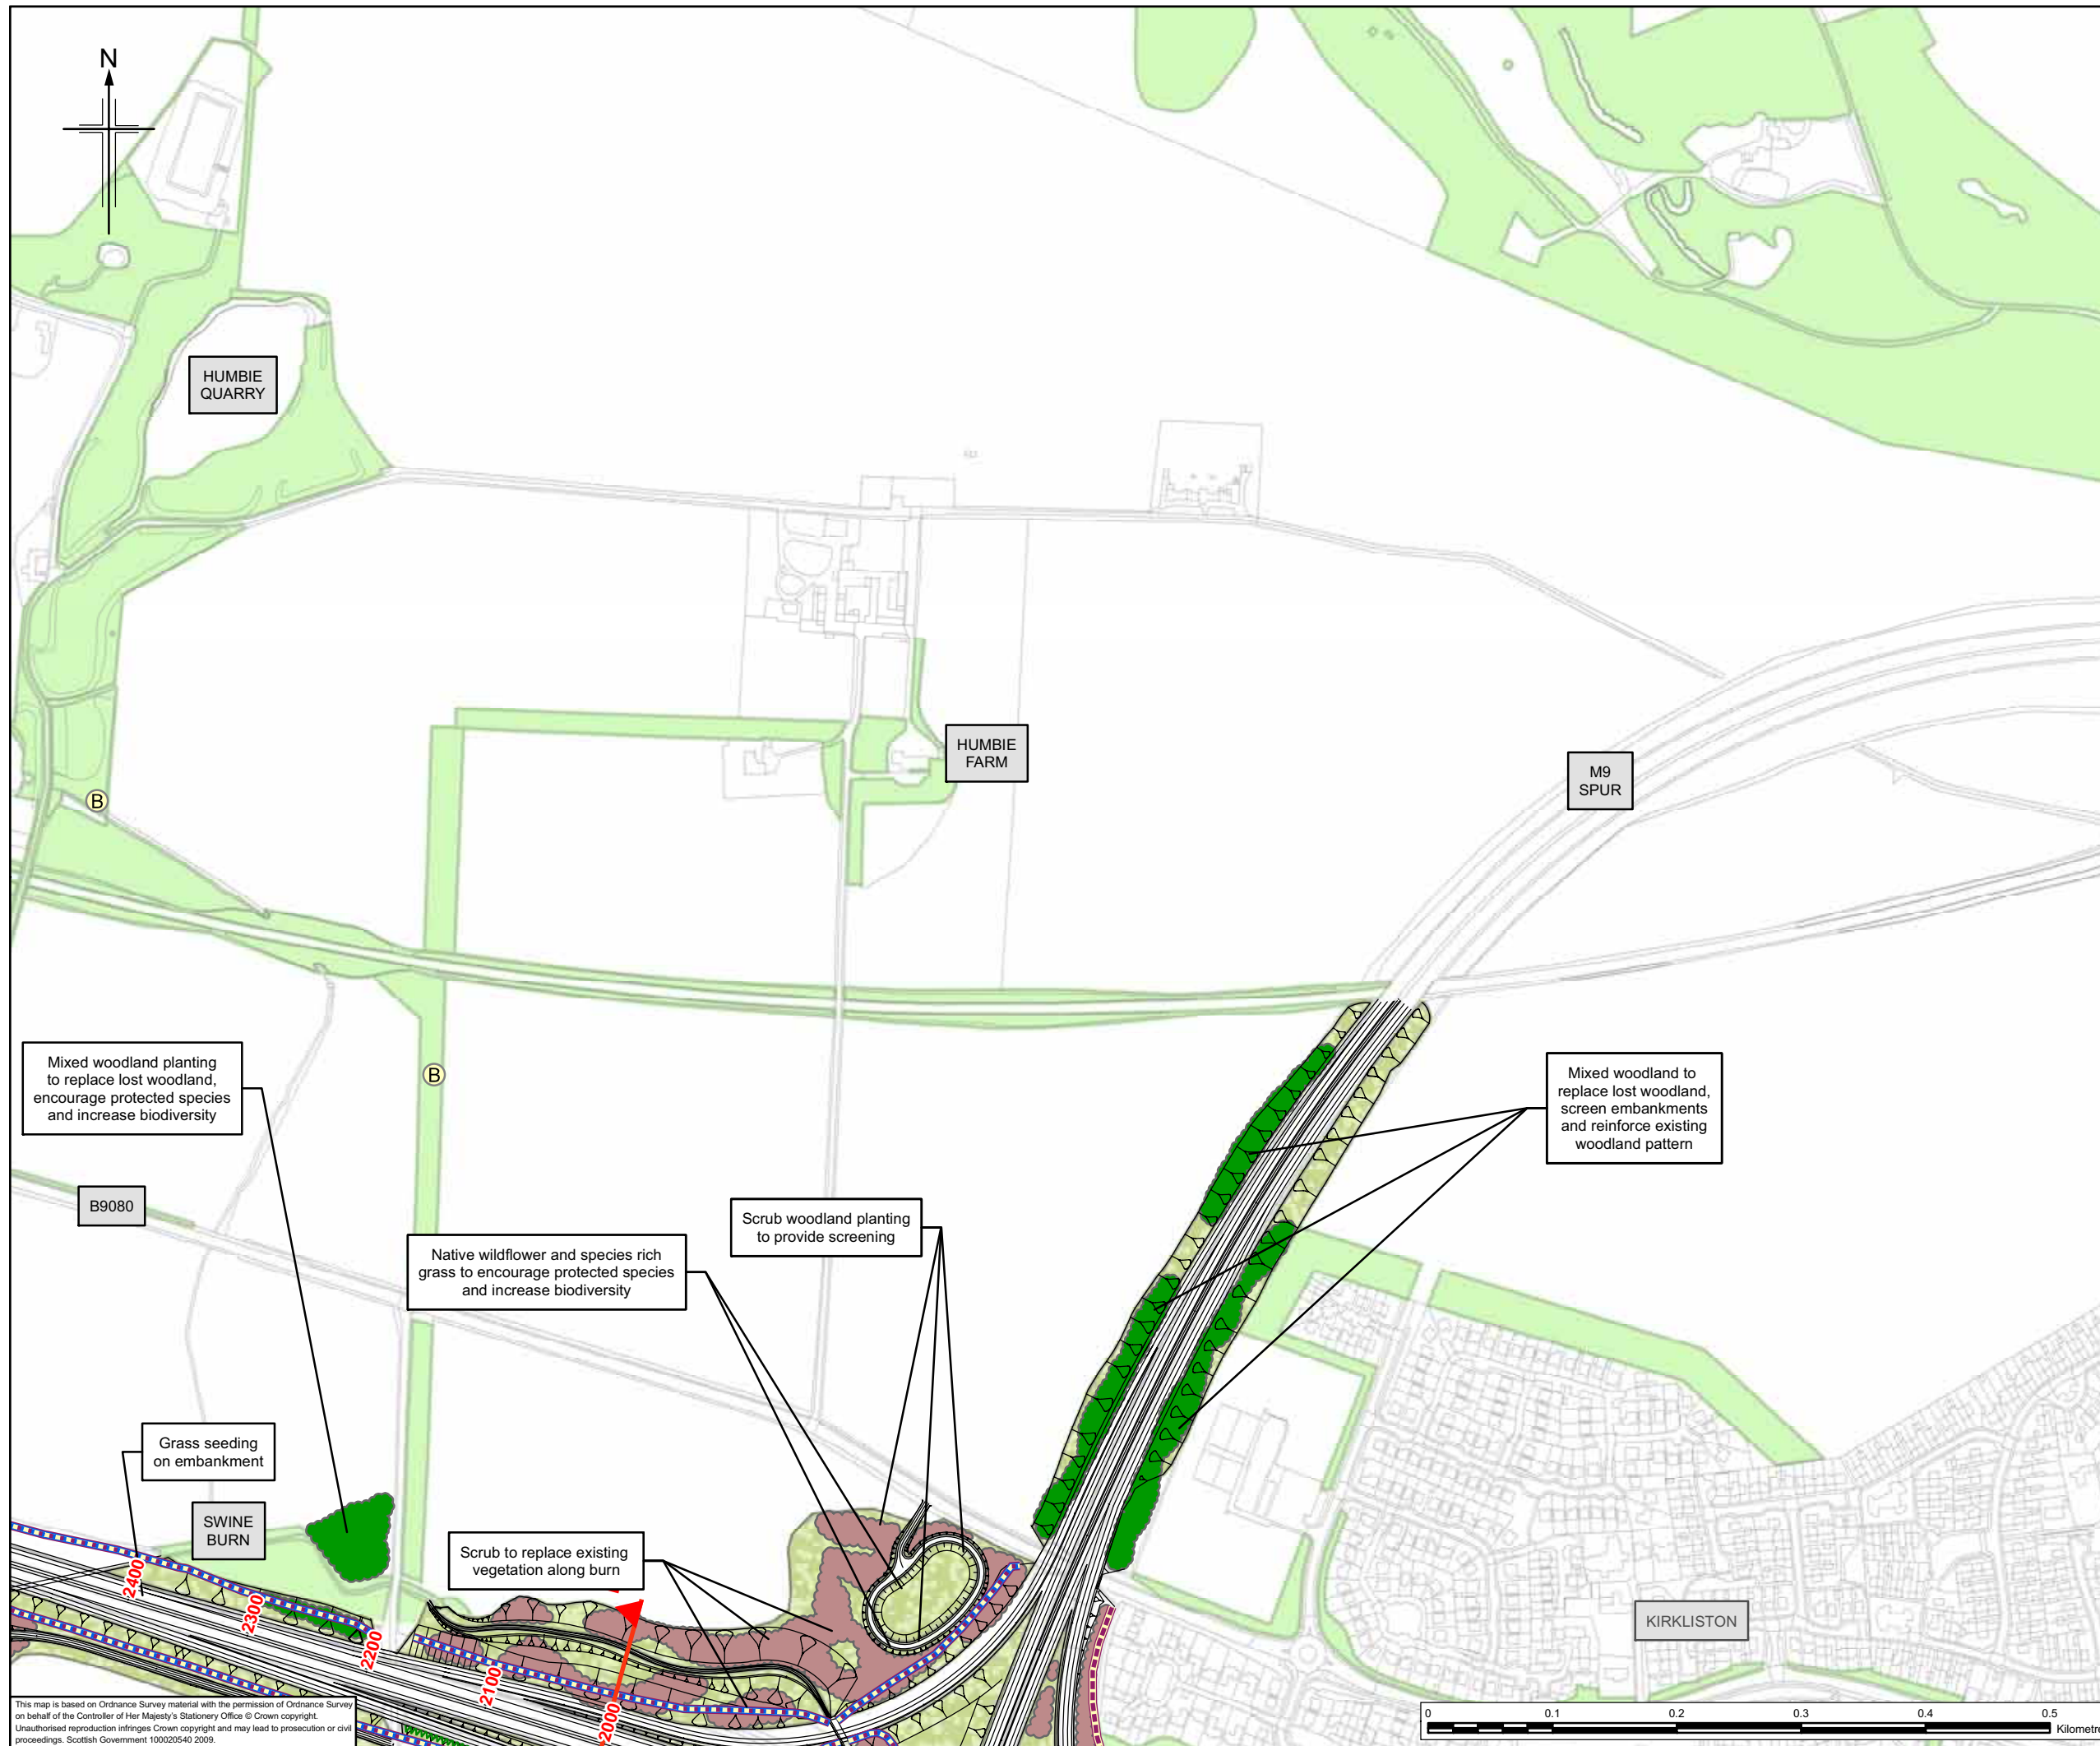 N
HUMBIE
QUARRY
HUMBIE
FARM
M9
SPUR
B
B
Mixed woodland planting
to replace lost woodland,
encourage protected species
and increase biodiversity
Mixed woodland to
replace lost woodland,
screen embankments
and reinforce existing
woodland pattern
B9080
Scrub woodland planting
to provide screening
Native wildflower and species rich
grass to encourage protected species
and increase biodiversity
Grass seeding
on embankment
SWINE
BURN
Scrub to replace existing
vegetation along burn
2400
2300
2200
2100
2000
KIRKLISTON
This map is based on Ordnance Survey material with the permission of Ordnance Survey
on behalf of the Controller of Her Majesty's Stationery Office © Crown copyright.
Unauthorised reproduction infringes Crown copyright and may lead to prosecution or civil
proceedings. Scottish Government 100020540 2009.
0 0.1 0.2 0.3 0.4 0.5
Kilometre